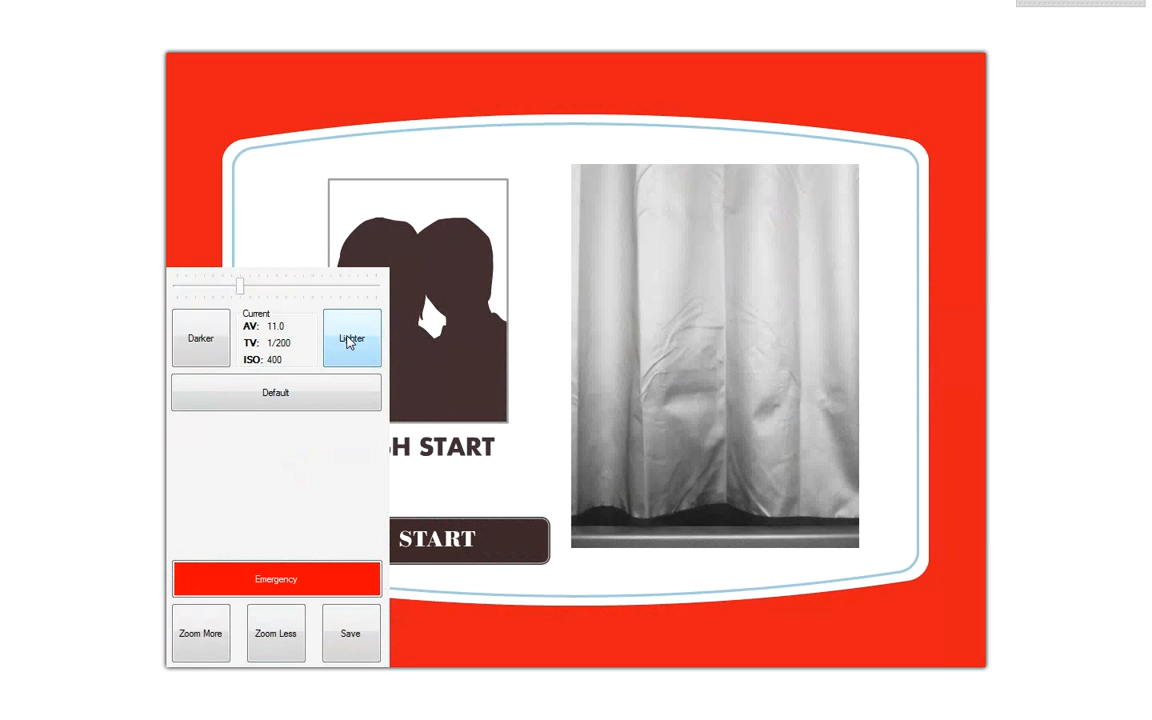 Darker
Current
AV: 11.0
TV: 1/200
ISO: 400
Lighter
Default
H START
START
Emergency
Zoom More
Zoom Less
Save